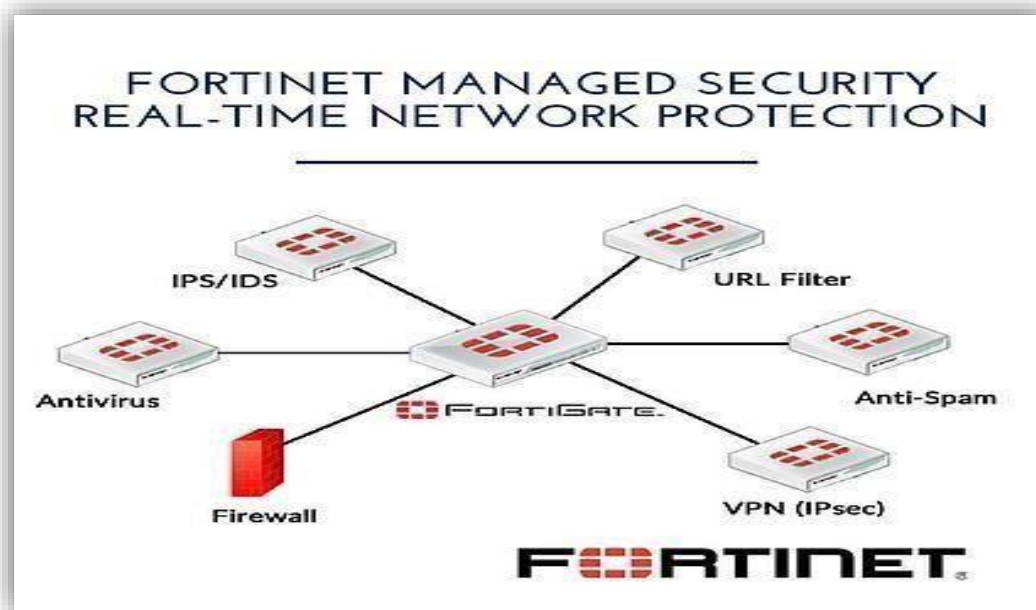 FORTINET MANAGED SECURITY
REAL-TIME NETWORK PROTECTION
IPS/IDS
URL Filter
Antivirus
Anti-Spam
FORTIGATE
Firewall
VPN (IPsec)
FORTINET®